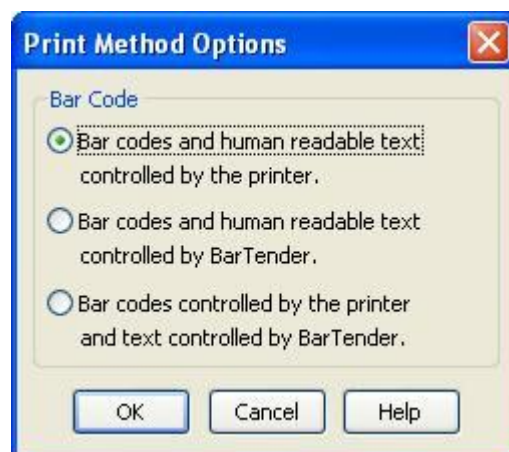 Print Method Options
Bar Code
Bar codes and human readable text
controlled by the printer.
Bar codes and human readable text
controlled by BarTender.
Bar codes controlled by the printer
and text controlled by BarTender.
OK Cancel Help